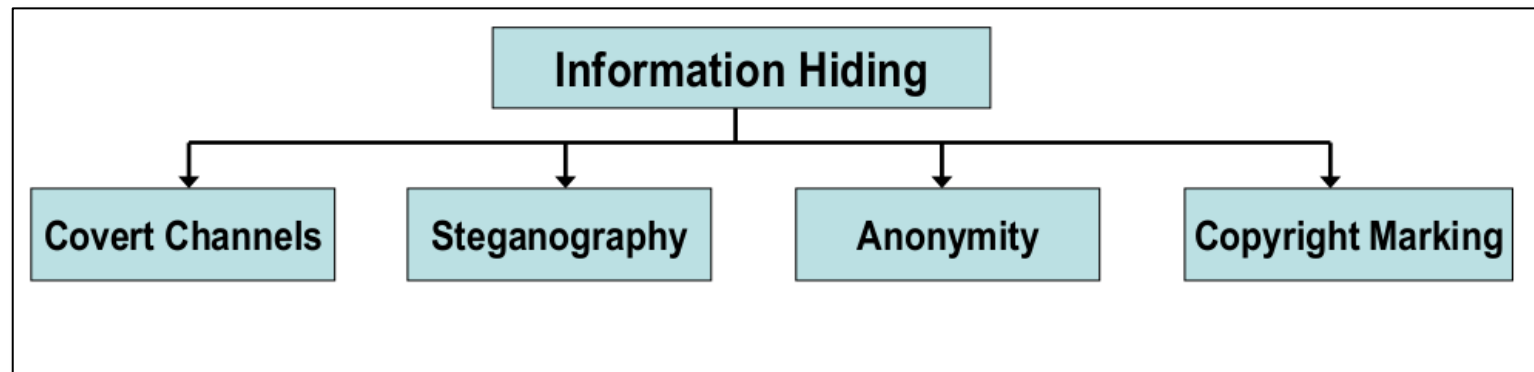 Information Hiding
Covert Channels
Steganography
Anonymity
Copyright Marking